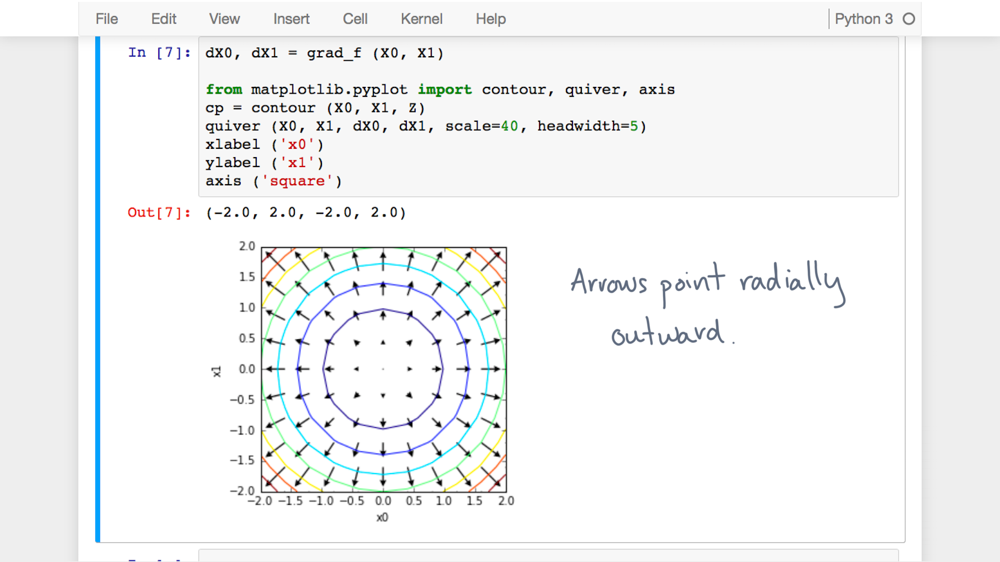 File Edit View Insert Cell Kernel Help Python 3
In [7]: dX0, dX1 = grad_f (X0, X1)
from matplotlib.pyplot import contour, quiver, axis
cp = contour (X0, X1, Z)
quiver (X0, X1, dX0, dX1, scale=40, headwidth=5)
xlabel ('x0')
ylabel ('x1')
axis ('square')
Out[7]: (-2.0, 2.0, -2.0, 2.0)
2.0
1.5
1.0
0.5
0.0
−0.5
−1.0
−1.5
−2.0
x1
−2.0 −1.5 −1.0 −0.5 0.0 0.5 1.0 1.5 2.0
x0
Arrows point radially
outward.